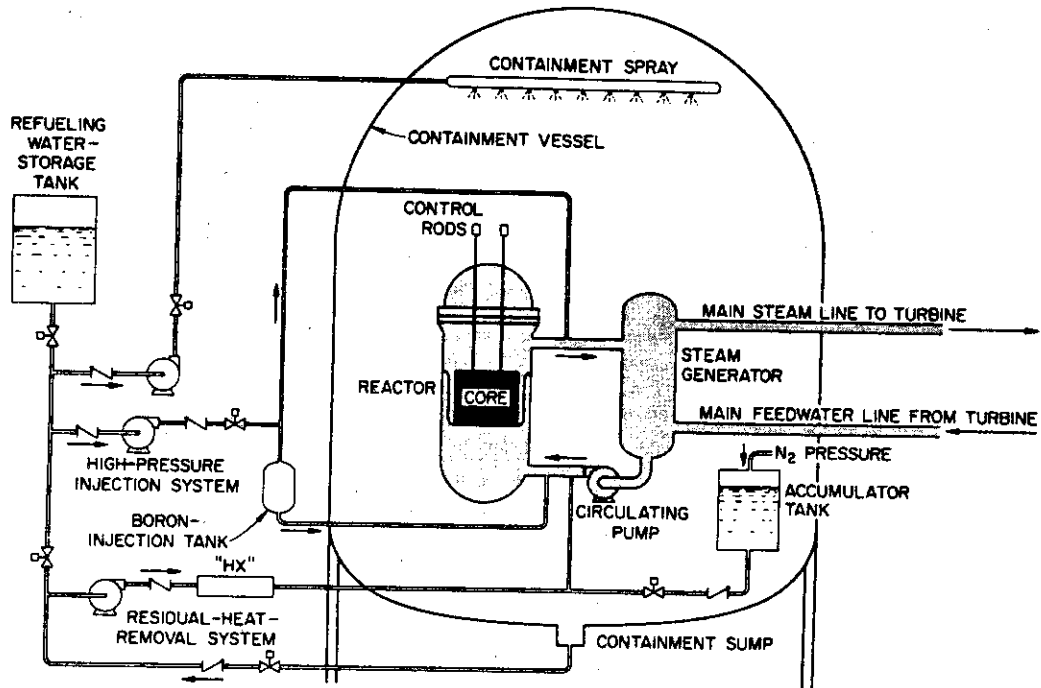 CONTAINMENT SPRAY
REFUELING
WATER-
STORAGE
TANK
CONTAINMENT VESSEL
CONTROL
RODS
MAIN STEAM LINE TO TURBINE
STEAM
GENERATOR
REACTOR
CORE
MAIN FEEDWATER LINE FROM TURBINE
N2 PRESSURE
HIGH-PRESSURE
INJECTION SYSTEM
ACCUMULATOR
TANK
CIRCULATING
PUMP
BORON-
INJECTION TANK
"HX"
RESIDUAL-HEAT-
REMOVAL SYSTEM
CONTAINMENT SUMP